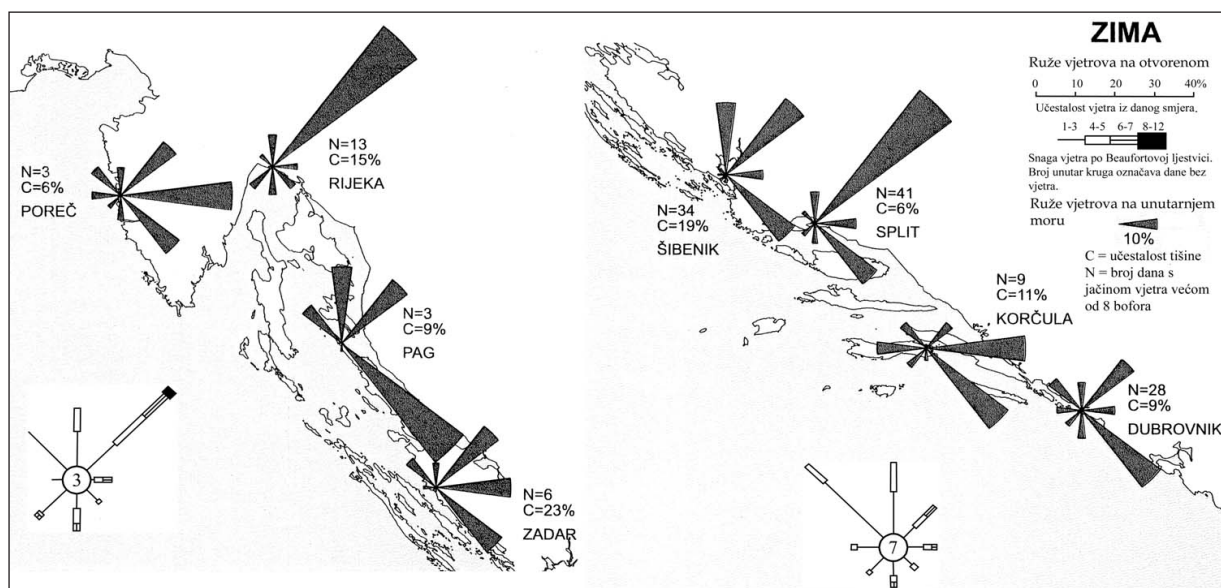 N=3
C=6%
POREČ
N=13
C=15%
RIJEKA
N=3
C=9%
PAG
N=6
C=23%
ZADAR
3
N=34
C=19%
ŠIBENIK
N=41
C=6%
SPLIT
N=9
C=11%
KORČULA
N=28
C=9%
DUBROVNIK
7
ZIMA
Ruže vjetrova na otvorenom
0 10 20 30 40%
Učestalost vjetra iz danog smjera,
1-3 4-5 6-7 8-12
Snaga vjetra po Beaufortovoj ljestvici.
Broj unutar kruga označava dane bez
vjetra.
Ruže vjetrova na unutarnjem
moru
10%
C = učestalost tišine
N = broj dana s
jačinom vjetra većom
od 8 bofora